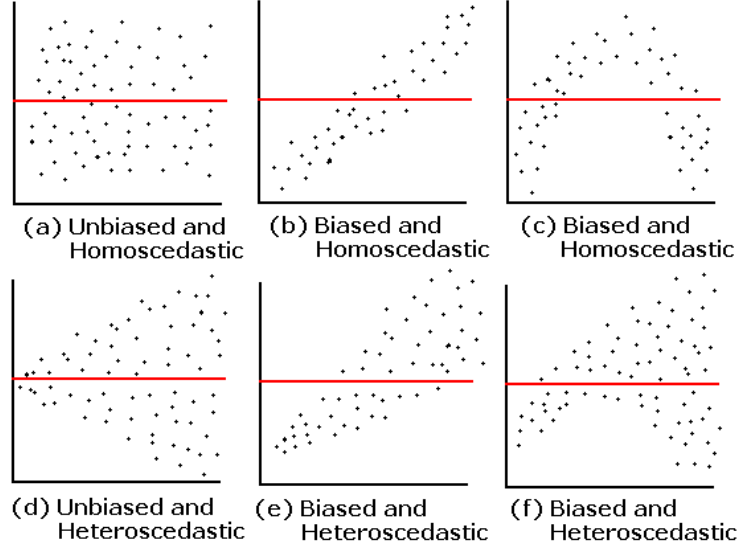 (a) Unbiased and
Homoscedastic
(b) Biased and
Homoscedastic
(c) Biased and
Homoscedastic
(d) Unbiased and
Heteroscedastic
(e) Biased and
Heteroscedastic
(f) Biased and
Heteroscedastic